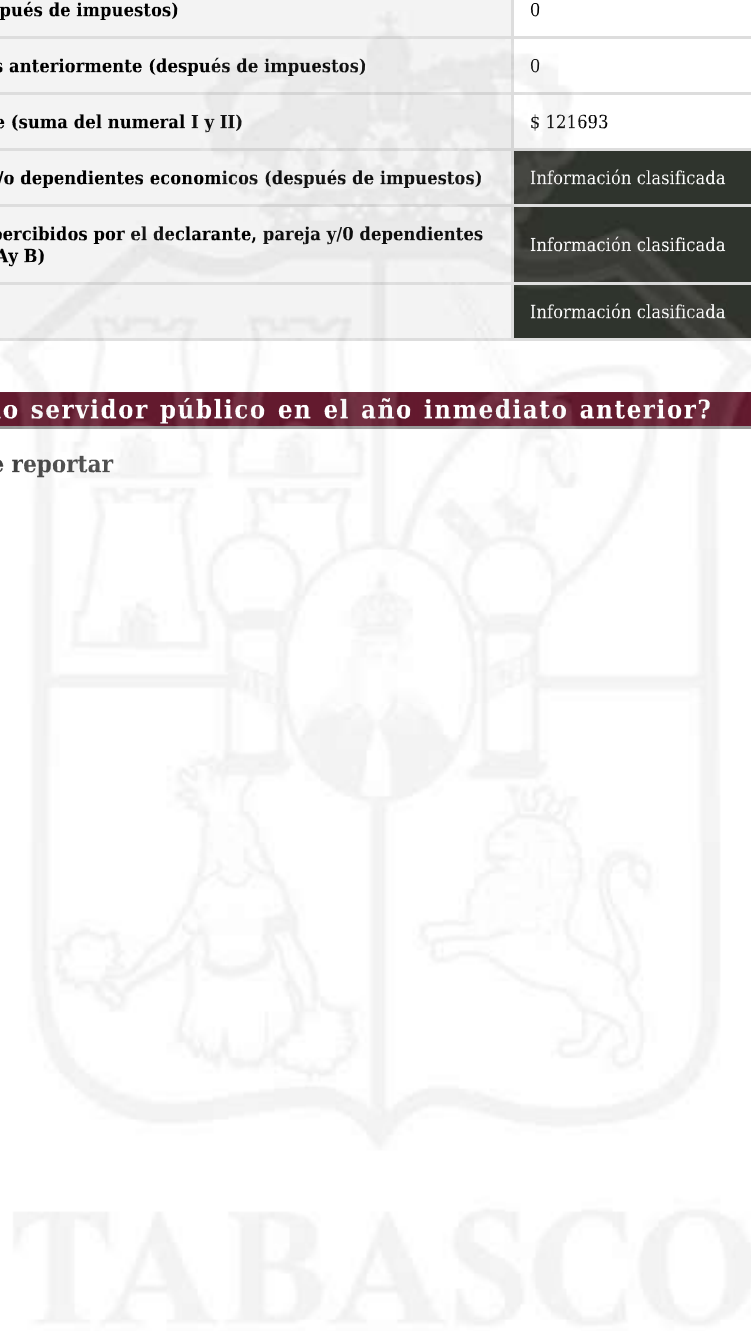 pués de impuestos)
0
s anteriormente (después de impuestos)
0
e (suma del numeral I y II)
$ 121693
/o dependientes economicos (después de impuestos)
Información clasificada
percibidos por el declarante, pareja y/0 dependientes
Ay B)
Información clasificada
Información clasificada
o servidor público en el año inmediato anterior?
e reportar
TABASCO